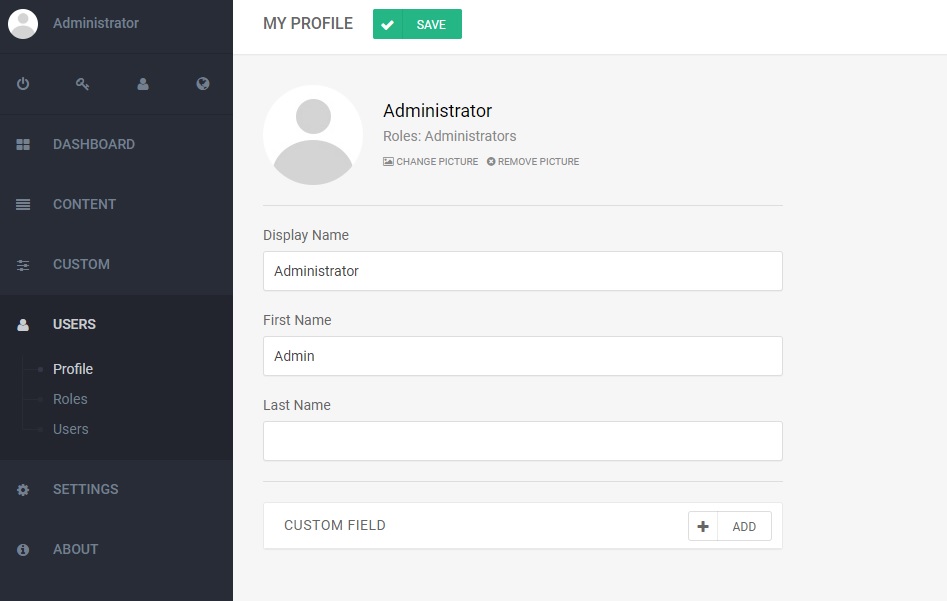 Administrator
DASHBOARD
CONTENT
CUSTOM
USERS
Profile
Roles
Users
SETTINGS
ABOUT
MY PROFILE
SAVE
Administrator
Roles: Administrators
CHANGE PICTURE REMOVE PICTURE
Display Name
Administrator
First Name
Admin
Last Name
CUSTOM FIELD
ADD